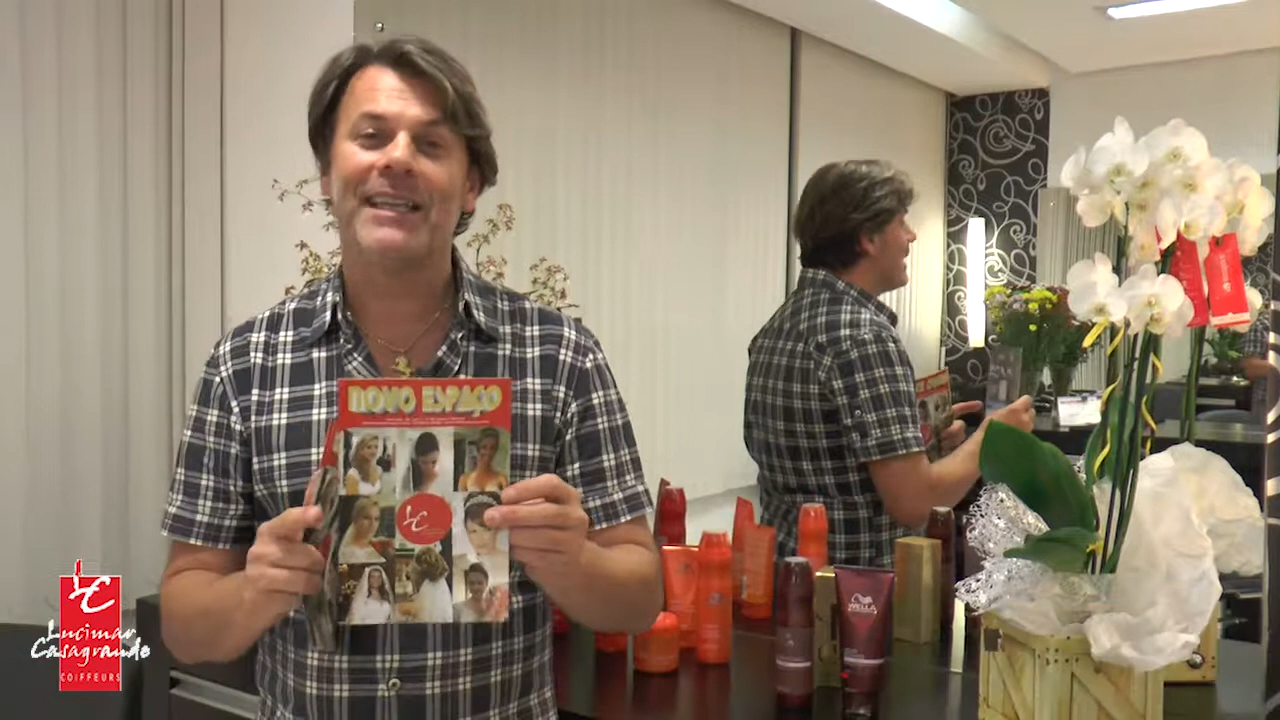 NOVO ESPAÇO
LC
LC
Lucimar
Casagrande
COIFFEURS
WELLA